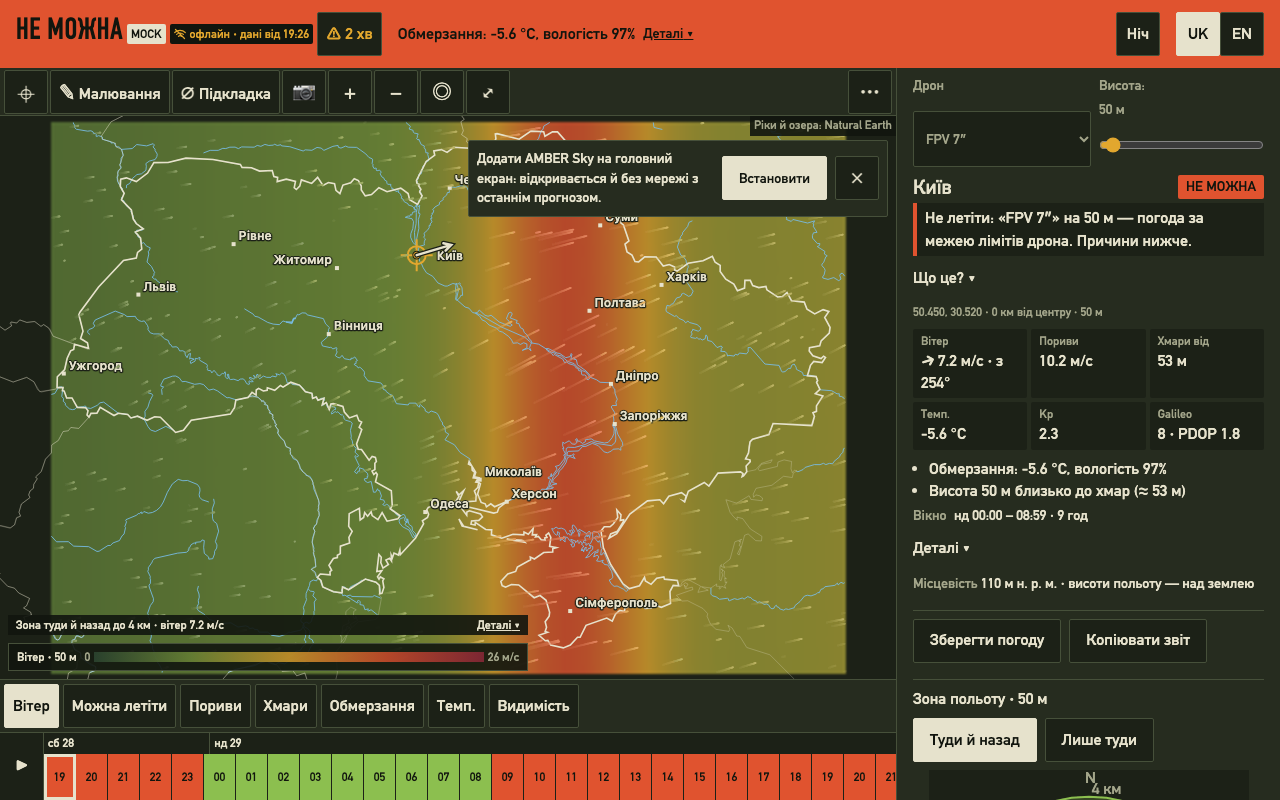 НЕ МОЖНА
MOCK
офлайн · дані від 19:26
2 хв
Обмерзання: -5.6 °C, вологість 97% Деталі ▾
Ніч
UK
EN
Малювання
Підкладка
+
−
•••
Ріки й озера: Natural Earth
Додати AMBER Sky на головний
екран: відкривається й без мережі з
останнім прогнозом.
Встановити
✕
Че
Суми
Рівне
Житомир
Київ
Львів
Харків
Полтава
Вінниця
Ужгород
Дніпро
Запоріжжя
Миколаїв
Херсон
Одеса
Сімферополь
Зона туди й назад до 4 км · вітер 7.2 м/с
Деталі ▾
Вітер · 50 м 0
26 м/с
Вітер
Можна летіти
Пориви
Хмари
Обмерзання
Темп.
Видимість
сб 28
нд 29
19 20 21 22 23 00 01 02 03 04 05 06 07 08 09 10 11 12 13 14 15 16 17 18 19 20 21
Дрон
Висота:
50 м
FPV 7″
Київ
НЕ МОЖНА
Не летіти: «FPV 7″» на 50 м — погода за
межею лімітів дрона. Причини нижче.
Що це? ▾
50.450, 30.520 · 0 км від центру · 50 м
Вітер
➔ 7.2 м/с · з
254°
Пориви
10.2 м/с
Хмари від
53 м
Темп.
-5.6 °C
Kp
2.3
Galileo
8 · PDOP 1.8
• Обмерзання: -5.6 °C, вологість 97%
• Висота 50 м близько до хмар (≈ 53 м)
Вікно нд 00:00 – 08:59 · 9 год
Деталі ▾
Місцевість 110 м н. р. м. · висоти польоту — над землею
Зберегти погоду
Копіювати звіт
Зона польоту · 50 м
Туди й назад
Лише туди
N
4 км